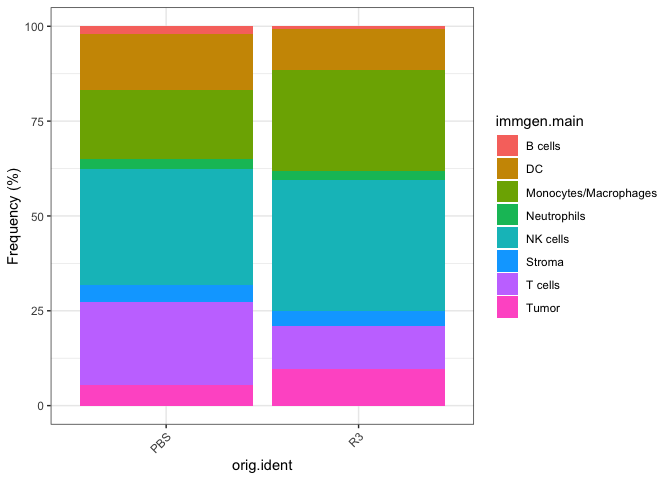 100
75
50
25
0
Frequency (%)
PBS
R3
orig.ident
immgen.main
B cells
DC
Monocytes/Macrophages
Neutrophils
NK cells
Stroma
T cells
Tumor